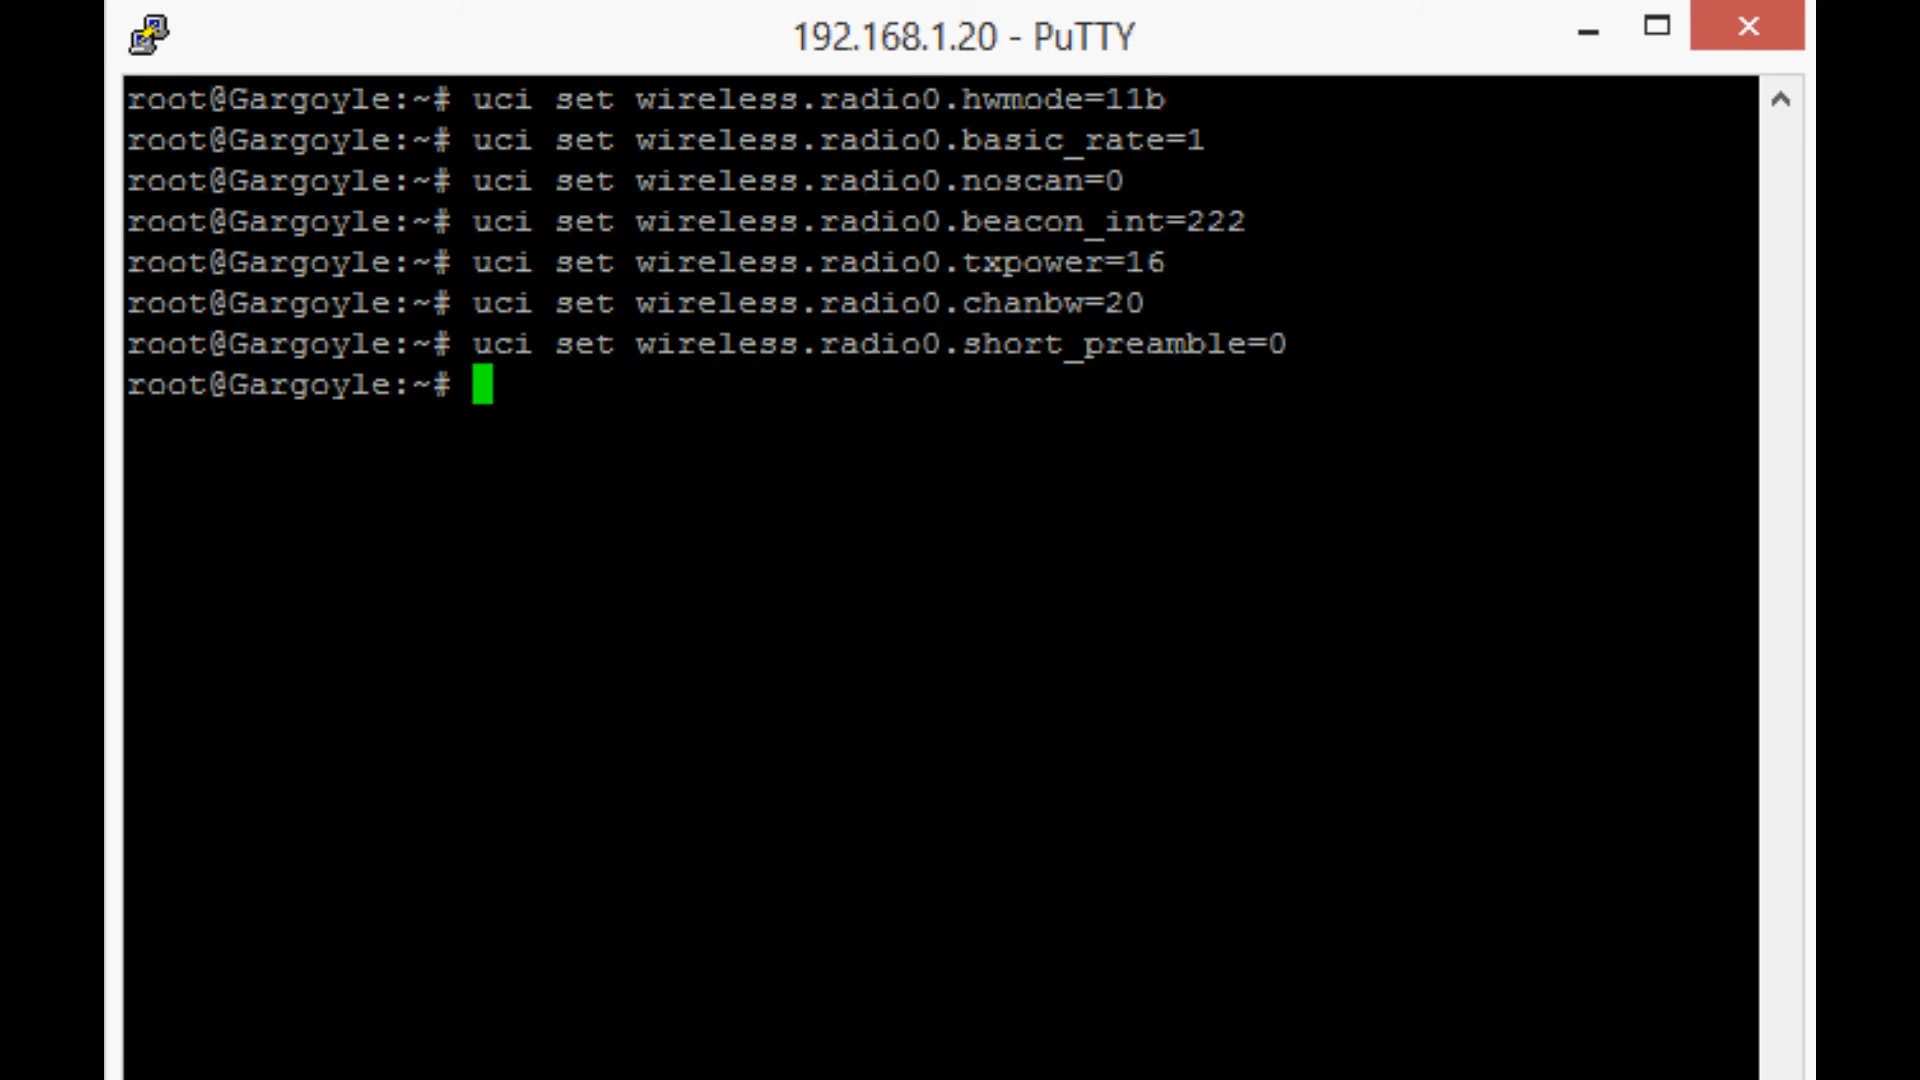 192.168.1.20 - PuTTY
root@Gargoyle:~# uci set wireless.radio0.hwmode=11b
root@Gargoyle:~# uci set wireless.radio0.basic_rate=1
root@Gargoyle:~# uci set wireless.radio0.noscan=0
root@Gargoyle:~# uci set wireless.radio0.beacon_int=222
root@Gargoyle:~# uci set wireless.radio0.txpower=16
root@Gargoyle:~# uci set wireless.radio0.chanbw=20
root@Gargoyle:~# uci set wireless.radio0.short_preamble=0
root@Gargoyle:~#